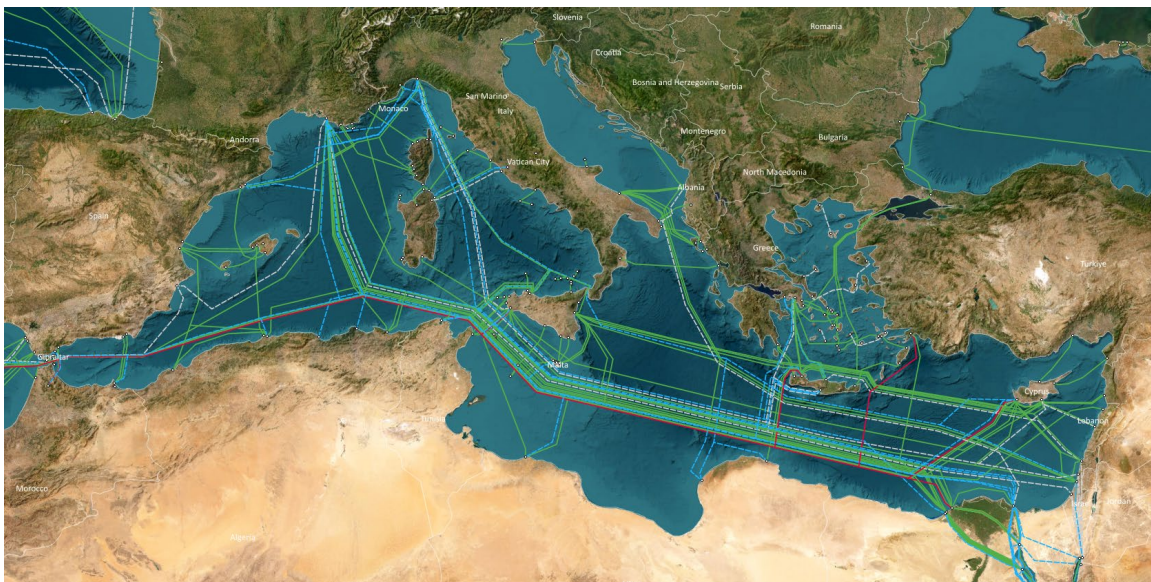 Slovenia
Romania
Croatia
Bosnia and Herzegovina
Serbia
San Marino
Italy
Monaco
Andorra
Montenegro
Bulgaria
Vatican City
North Macedonia
Albania
Spain
Greece
Türkiye
Gibraltar
Malta
Cyprus
Lebanon
Morocco
Algeria